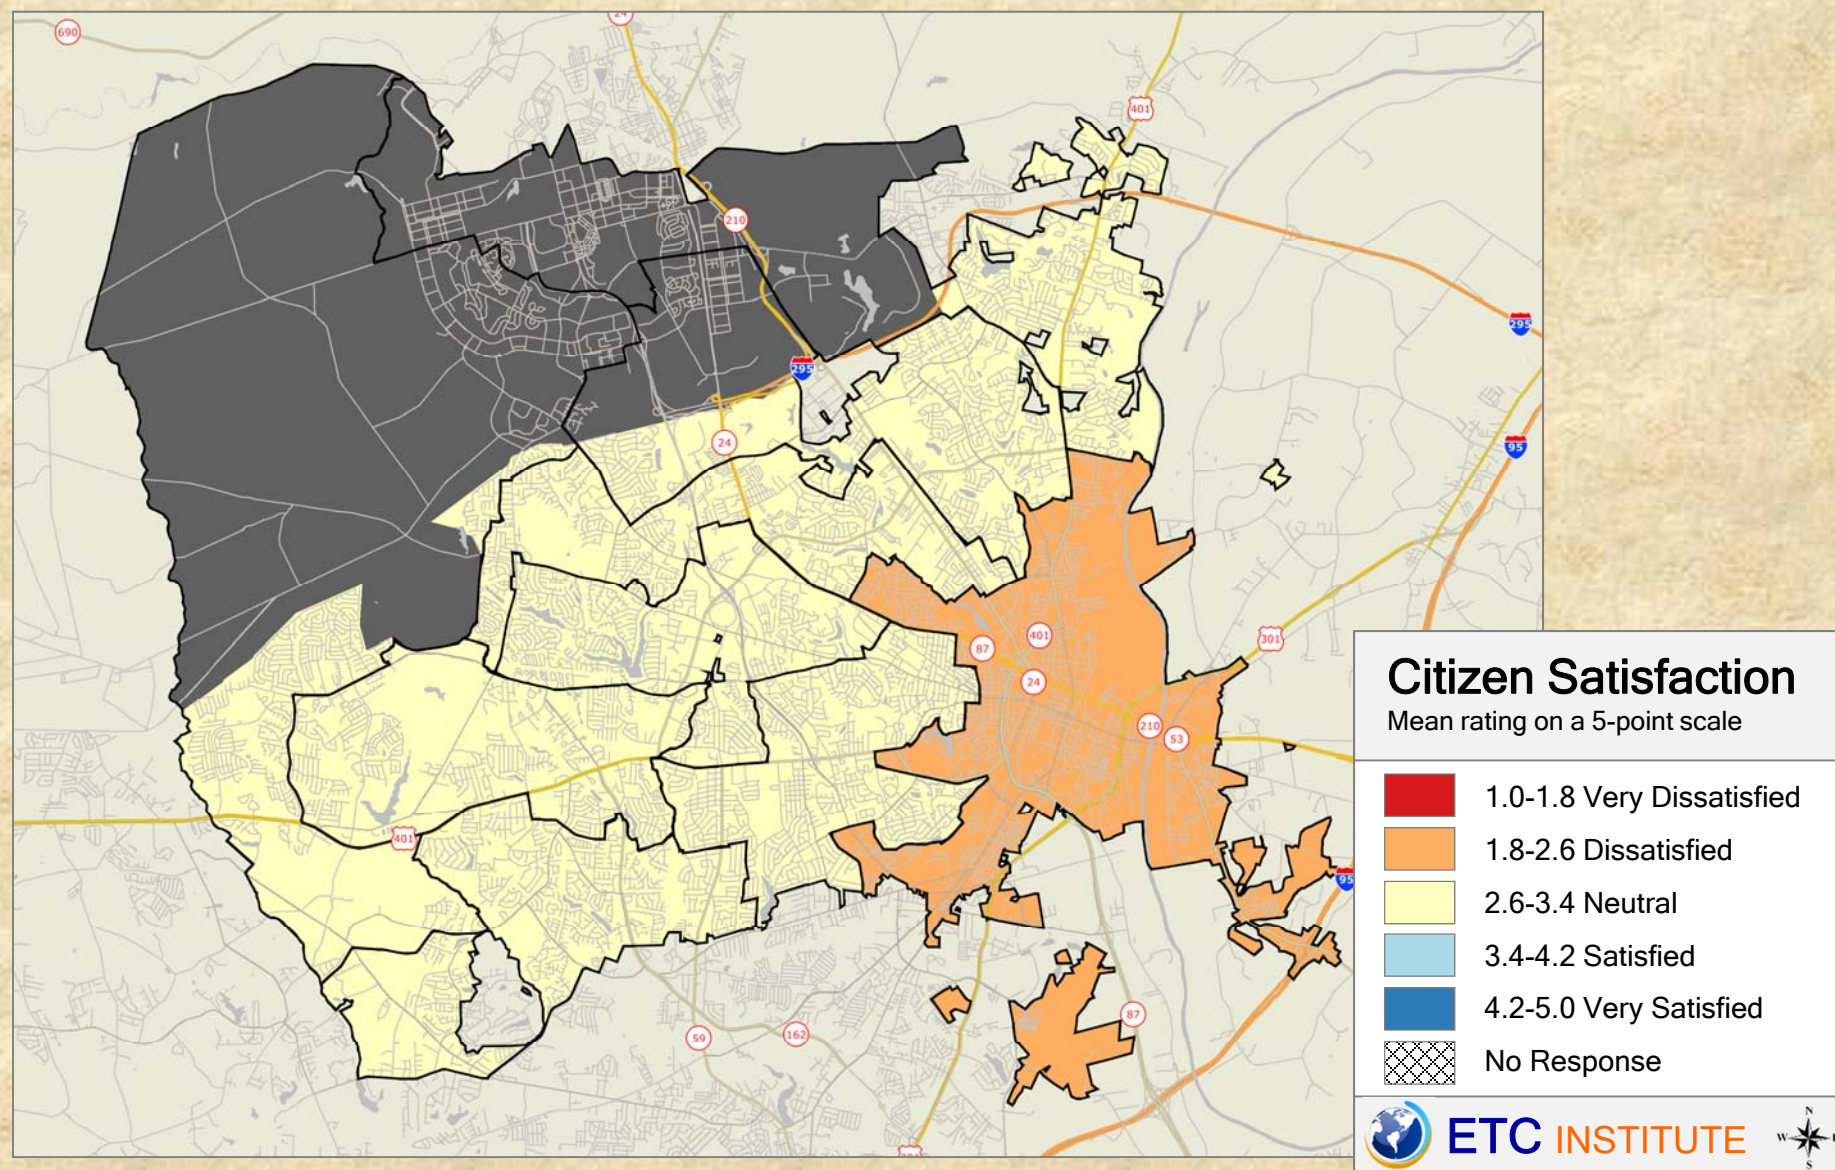 24
690
401
210
295
295
24
95
401
87
301
24
210
53
401
95
87
59
162
Citizen Satisfaction
Mean rating on a 5-point scale
1.0-1.8 Very Dissatisfied
1.8-2.6 Dissatisfied
2.6-3.4 Neutral
3.4-4.2 Satisfied
4.2-5.0 Very Satisfied
No Response
ETC INSTITUTE
N
W
S